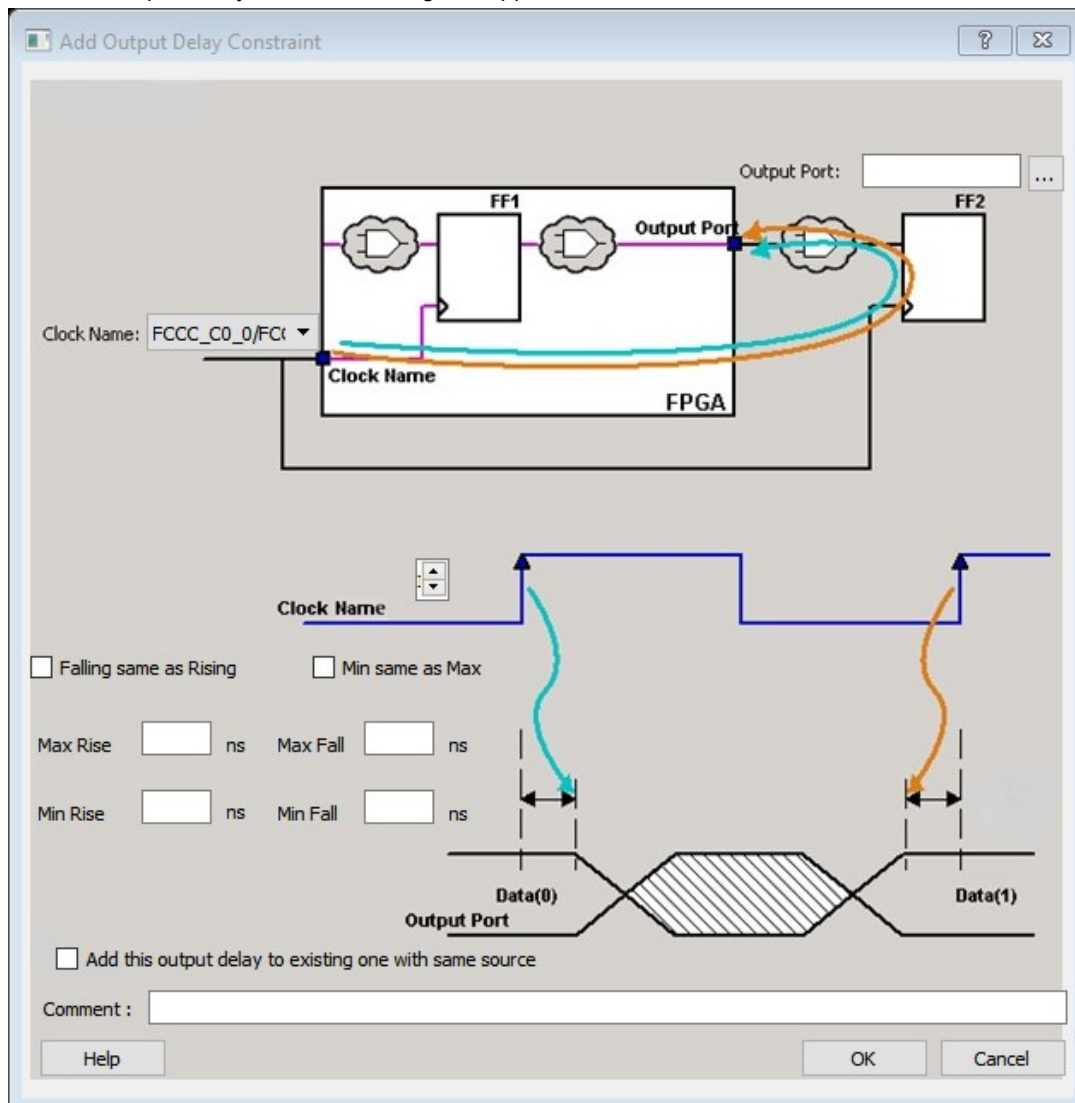 Add Output Delay Constraint
Output Port:
...
FF1
FF2
Output Port
Clock Name: FCCC_C0_0/FC
Clock Name
FPGA
Clock Name
Falling same as Rising
Min same as Max
Max Rise ns Max Fall ns
Min Rise ns Min Fall ns
Data(0)
Data(1)
Output Port
Add this output delay to existing one with same source
Comment :
Help
OK
Cancel